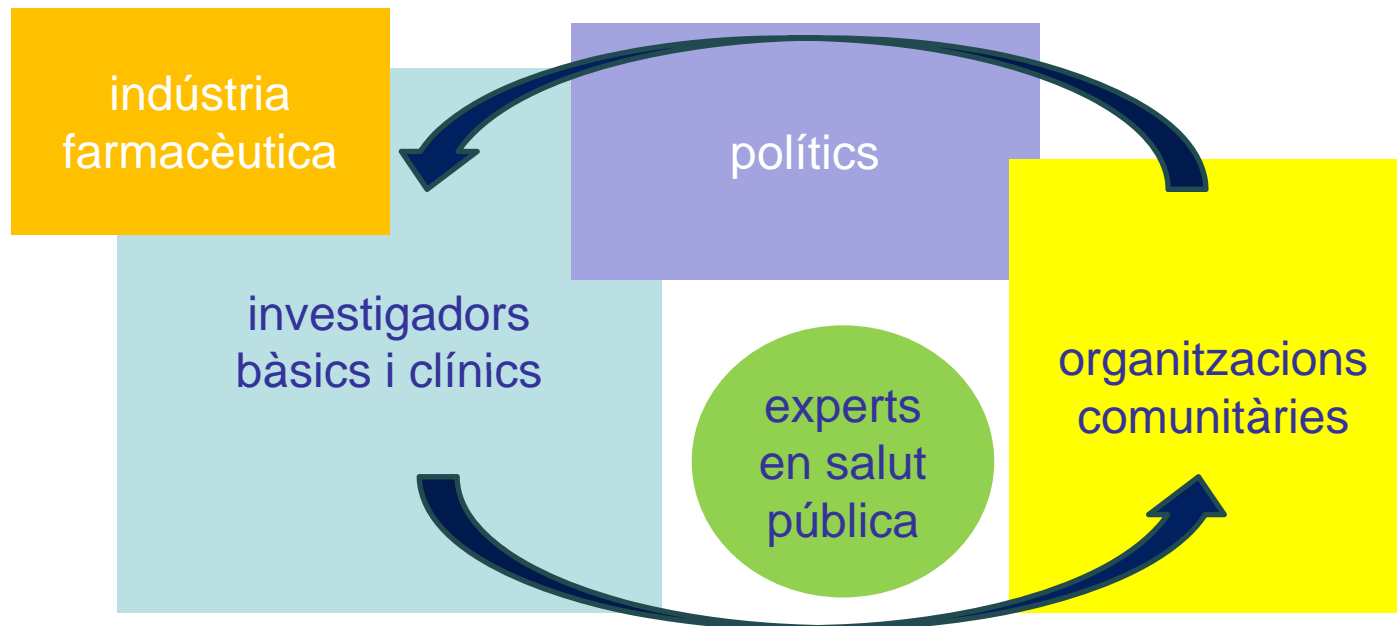 indústria
farmacèutica
polítics
investigadors
bàsics i clínics
organitzacions
comunitàries
experts
en salut
pública